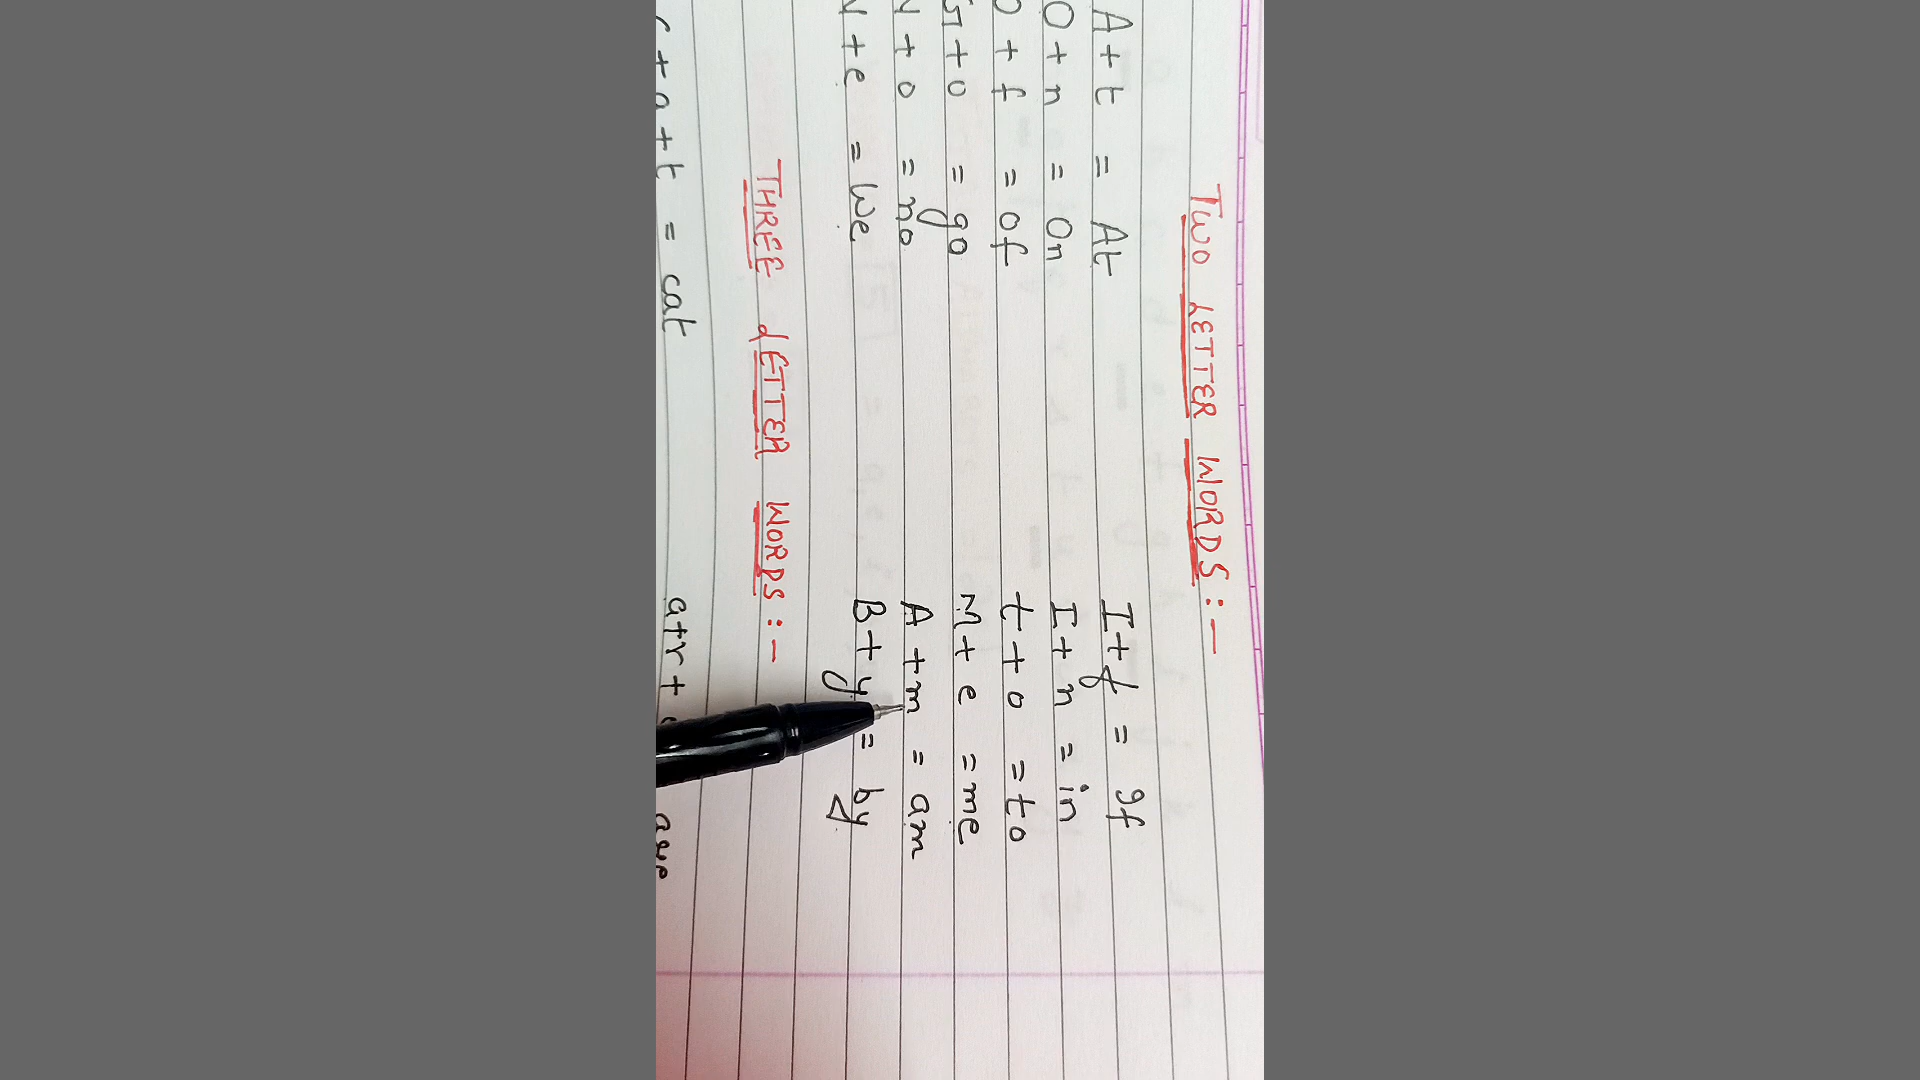 TWO LETTER WORDS:-
A+t = At I+f = If
O+n = On I+n = in
O+f = of t+o = to
G+o = go M+e = me
N+o = no A+m = am
W+e = We B+y = by
THREE LETTER WORDS:-
c+a+t = cat a+r+